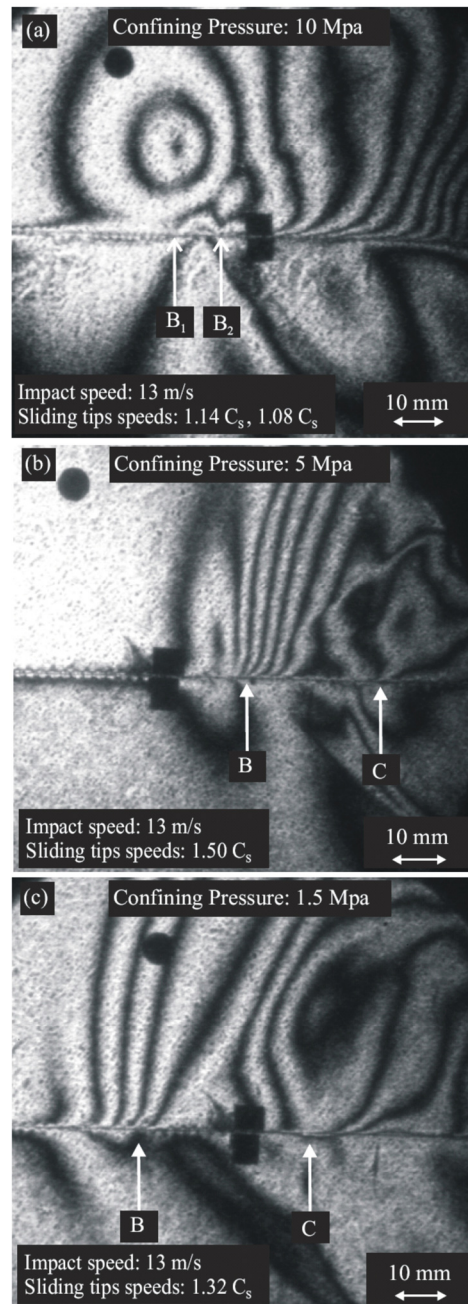 (a)
Confining Pressure: 10 Mpa
B₁
B₂
Impact speed: 13 m/s
Sliding tips speeds: 1.14 Cₛ, 1.08 Cₛ
10 mm
(b)
Confining Pressure: 5 Mpa
B
C
Impact speed: 13 m/s
Sliding tips speeds: 1.50 Cₛ
10 mm
(c)
Confining Pressure: 1.5 Mpa
B
C
Impact speed: 13 m/s
Sliding tips speeds: 1.32 Cₛ
10 mm